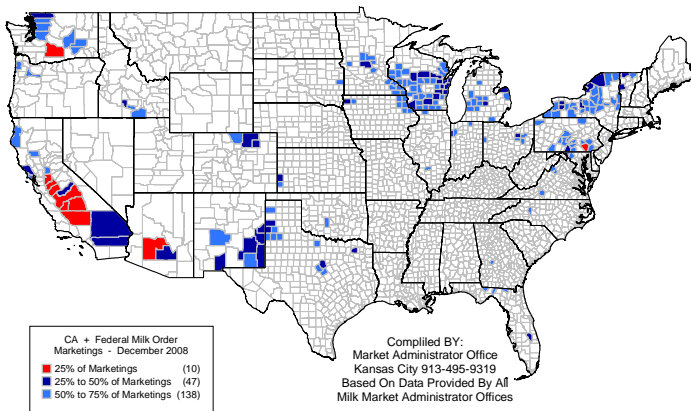 CA + Federal Milk Order
Marketings - December 2008
25% of Marketings (10)
25% to 50% of Marketings (47)
50% to 75% of Marketings (138)
Compliled BY:
Market Administrator Office
Kansas City 913-495-9319
Based On Data Provided By All
Milk Market Administrator Offices